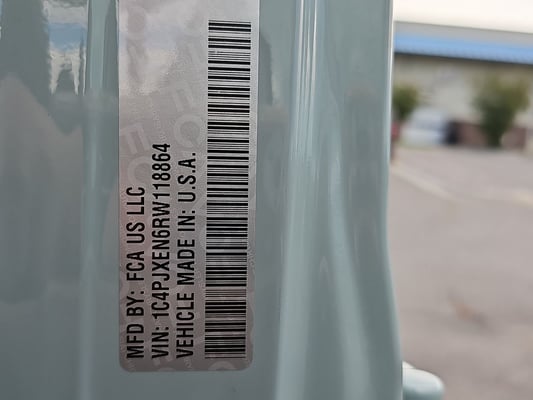 MFD BY: FCA US LLC
VIN: 1C4PJXEN6RW118864
VEHICLE MADE IN: U.S.A.